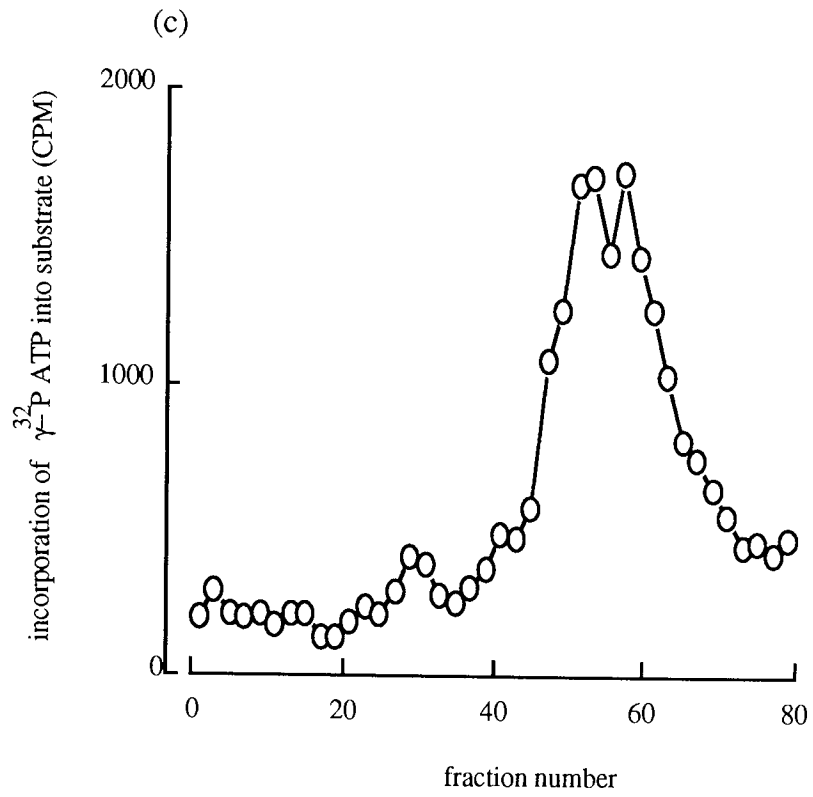 (c)
2000
1000
0
incorporation of γ–³²P ATP into substrate (CPM)
0 20 40 60 80
fraction number